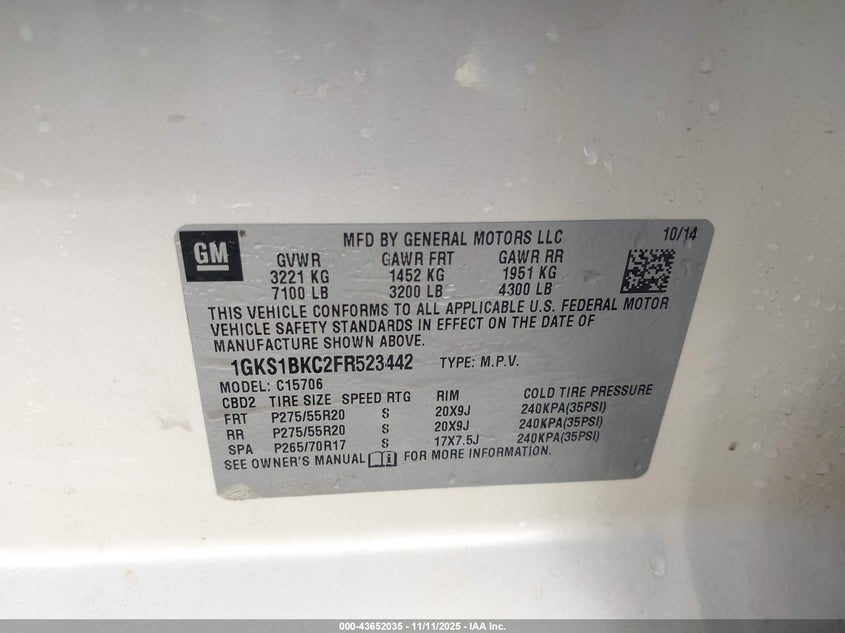 GM
MFD BY GENERAL MOTORS LLC 10/14
GVWR GAWR FRT GAWR RR
3221 KG 1452 KG 1951 KG
7100 LB 3200 LB 4300 LB
THIS VEHICLE CONFORMS TO ALL APPLICABLE U.S. FEDERAL MOTOR
VEHICLE SAFETY STANDARDS IN EFFECT ON THE DATE OF
MANUFACTURE SHOWN ABOVE.
1GKS1BKC2FR523442 TYPE: M.P.V.
MODEL: C15706
CBD2 TIRE SIZE SPEED RTG RIM COLD TIRE PRESSURE
FRT P275/55R20 S 20X9J 240KPA(35PSI)
RR P275/55R20 S 20X9J 240KPA(35PSI)
SPA P265/70R17 S 17X7.5J 240KPA(35PSI)
SEE OWNER'S MANUAL FOR MORE INFORMATION.
000-43652035 - 11/11/2025 - IAA Inc.